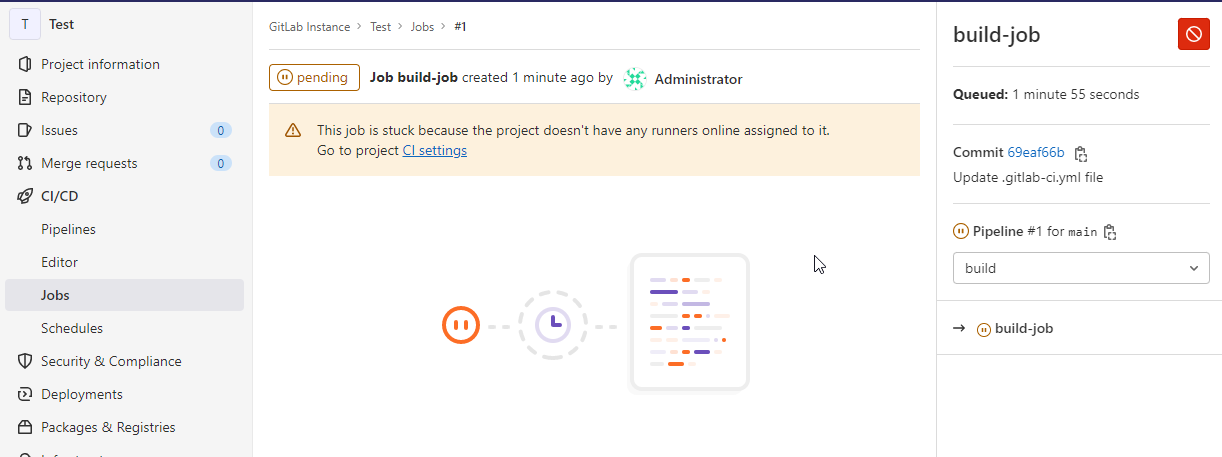 T Test
Project information
Repository
Issues 0
Merge requests 0
CI/CD
Pipelines
Editor
Jobs
Schedules
Security & Compliance
Deployments
Packages & Registries
GitLab Instance > Test > Jobs > #1
pending Job build-job created 1 minute ago by Administrator
This job is stuck because the project doesn't have any runners online assigned to it.
Go to project CI settings
build-job
Queued: 1 minute 55 seconds
Commit 69eaf66b
Update .gitlab-ci.yml file
Pipeline #1 for main
build
→ build-job